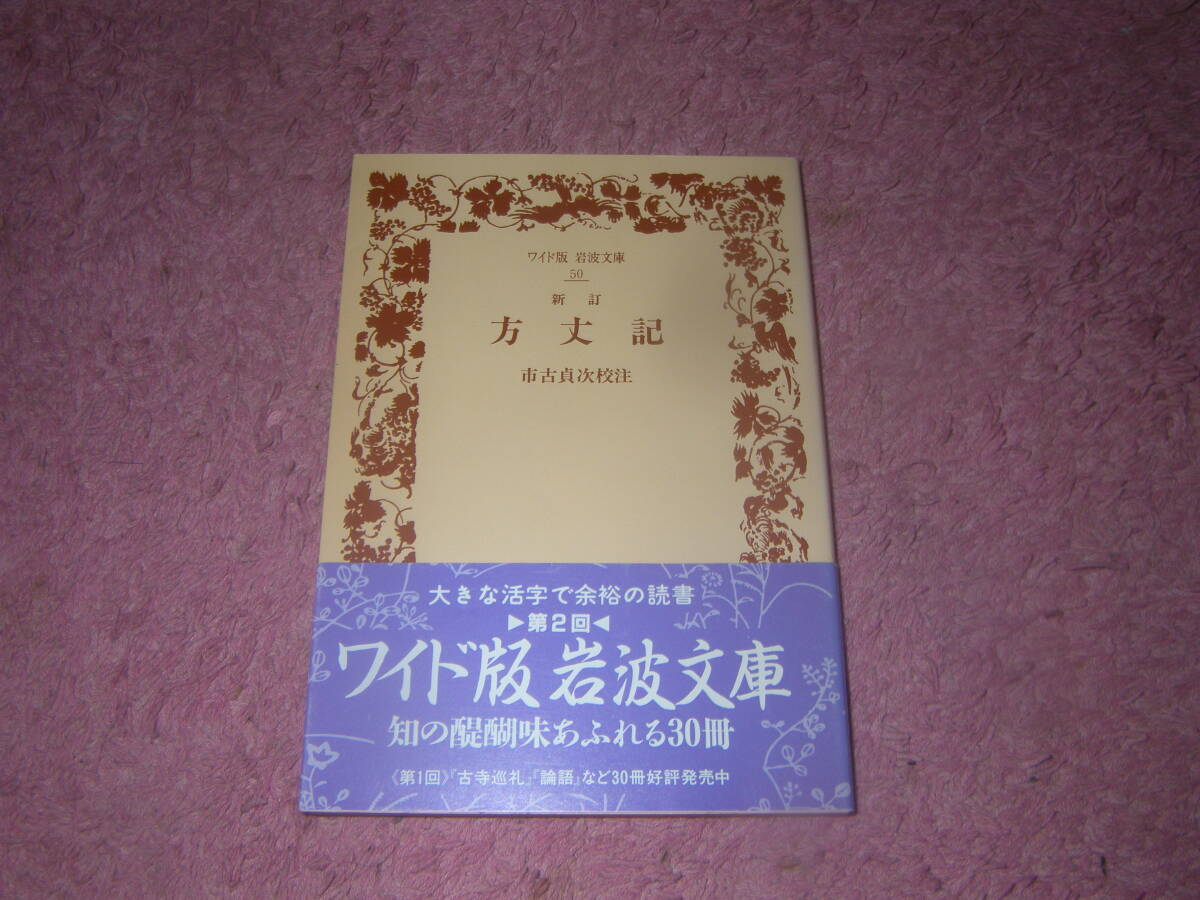 ワイド版 岩波文庫
50
新訂
方丈記
市古貞次校注
大きな活字で余裕の読書
▶第2回◀
ワイド版 岩波文庫
知の醍醐味あふれる30冊
《第1回》『古寺巡礼』『論語』など30冊好評発売中